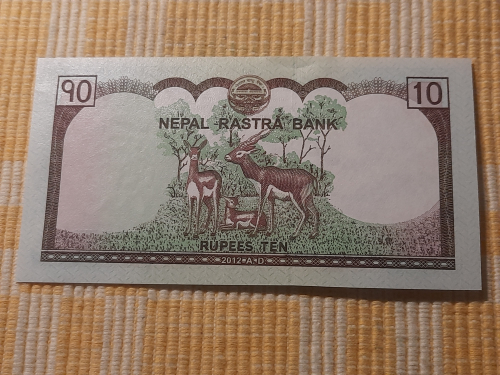 १०
10
NEPAL RASTRA BANK
RUPEES TEN
2012•A•D